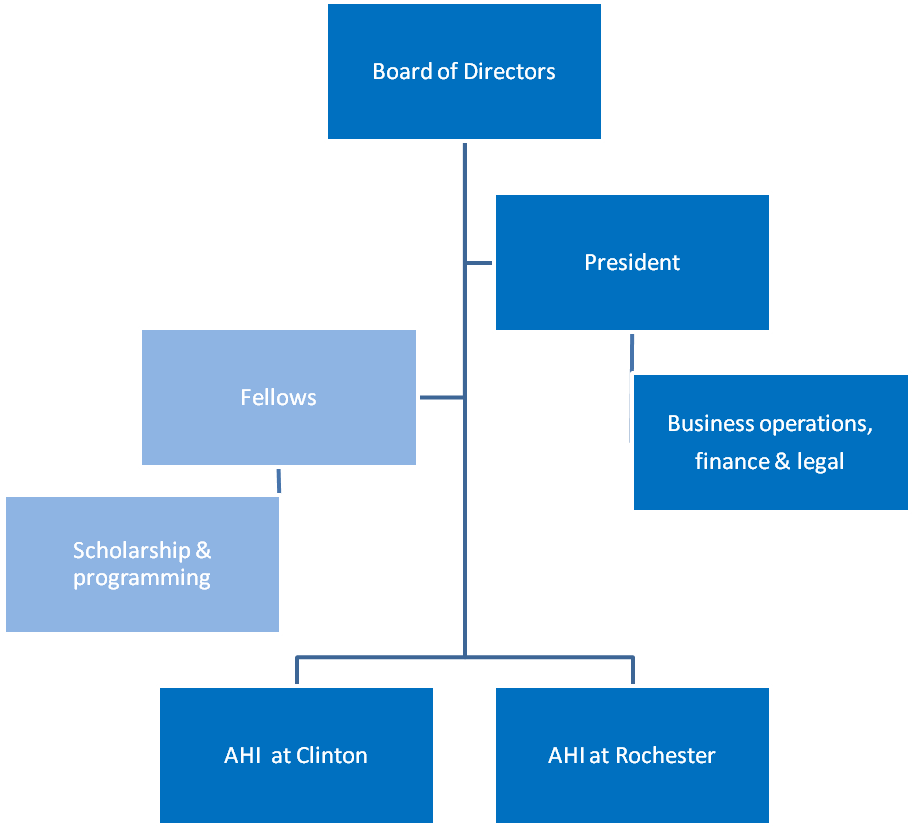 Board of Directors
President
Fellows
Business operations,
finance & legal
Scholarship &
programming
AHI  at Clinton
AHI at Rochester